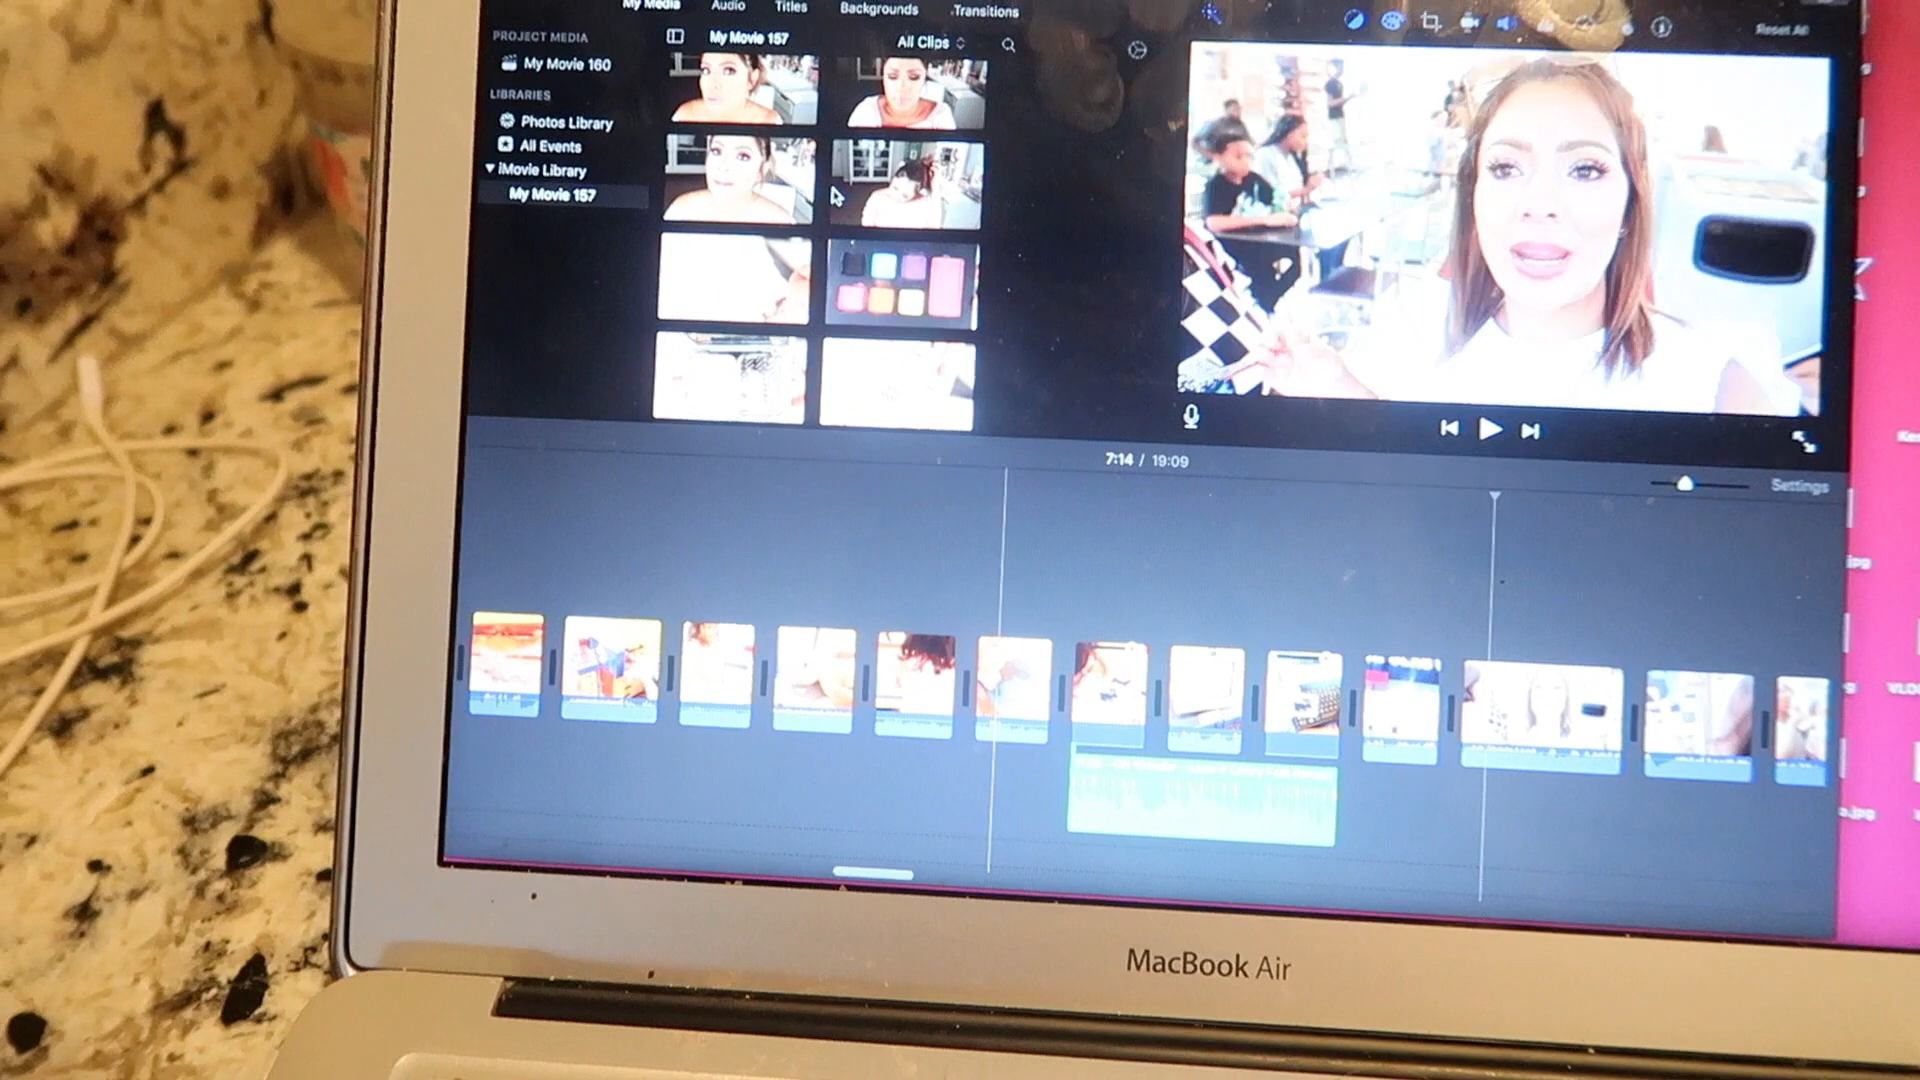 My Media Audio Titles Backgrounds Transitions
PROJECT MEDIA
My Movie 157
All Clips
Reset All
My Movie 160
LIBRARIES
Photos Library
All Events
iMovie Library
My Movie 157
7:14 / 19:09
Settings
.jpg
MacBook Air